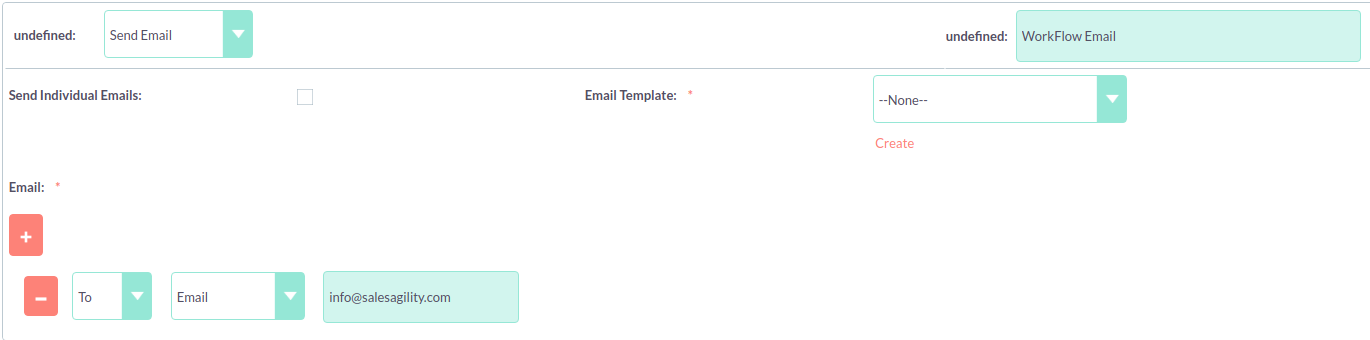 undefined: Send Email undefined: WorkFlow Email
Send Individual Emails: Email Template: * --None--
Create
Email: *
+
− To Email info@salesagility.com